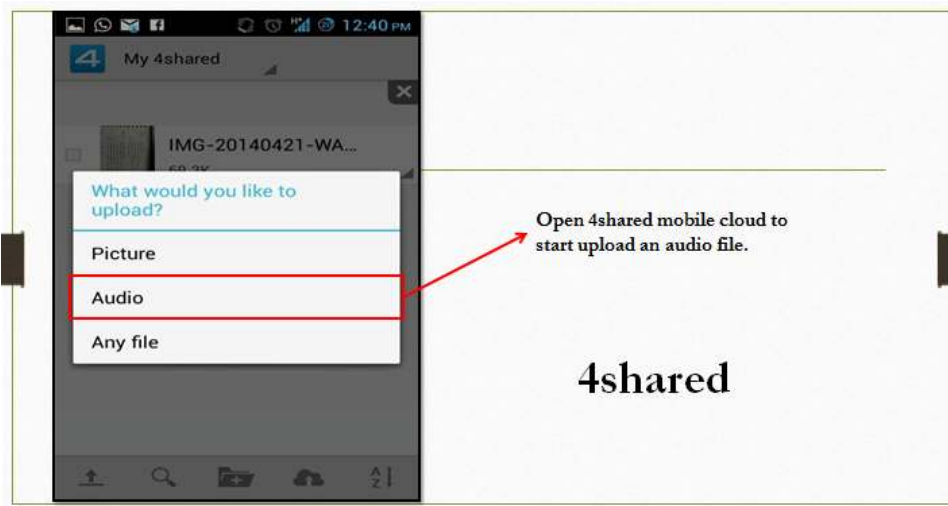 12:40 PM
4 My 4shared
IMG-20140421-WA...
What would you like to
upload?
Picture
Audio
Any file
Open 4shared mobile cloud to
start upload an audio file.
4shared